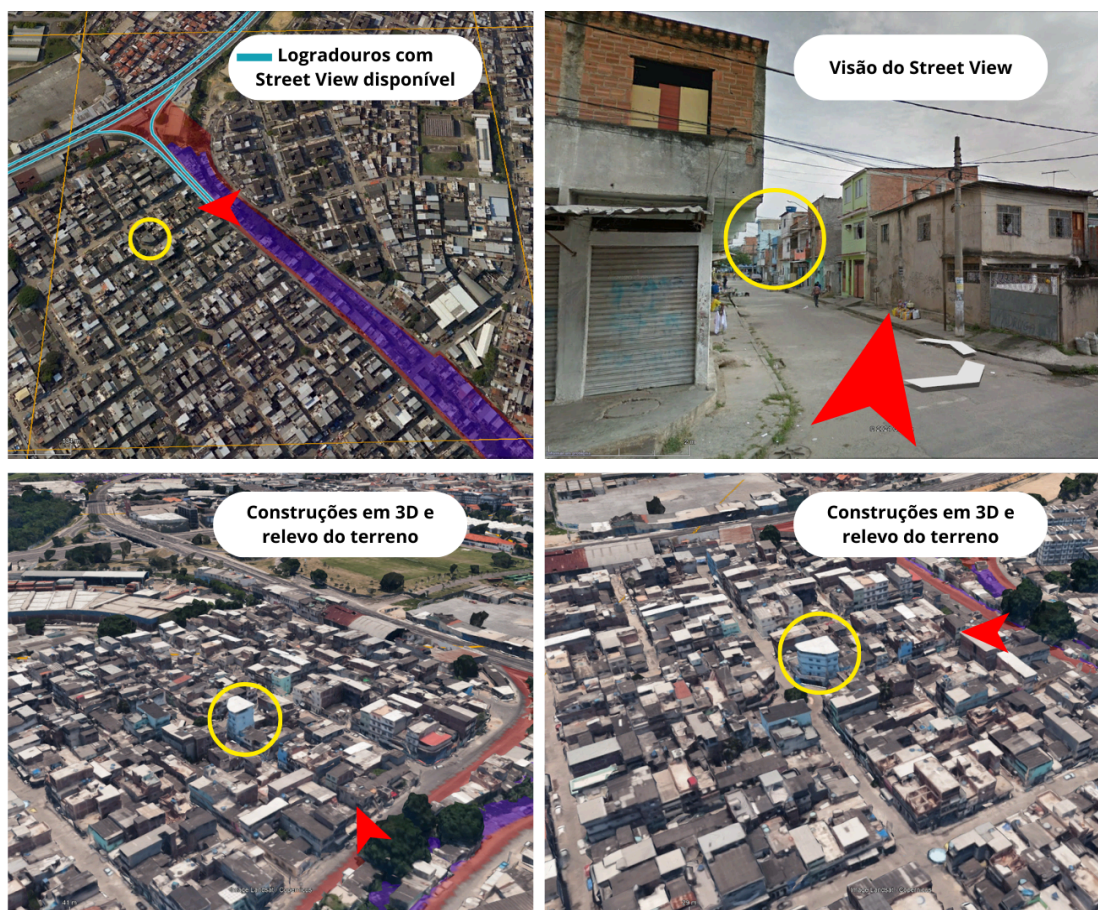 Logradouros com
Street View disponível
Visão do Street View
Construções em 3D e
relevo do terreno
Construções em 3D e
relevo do terreno